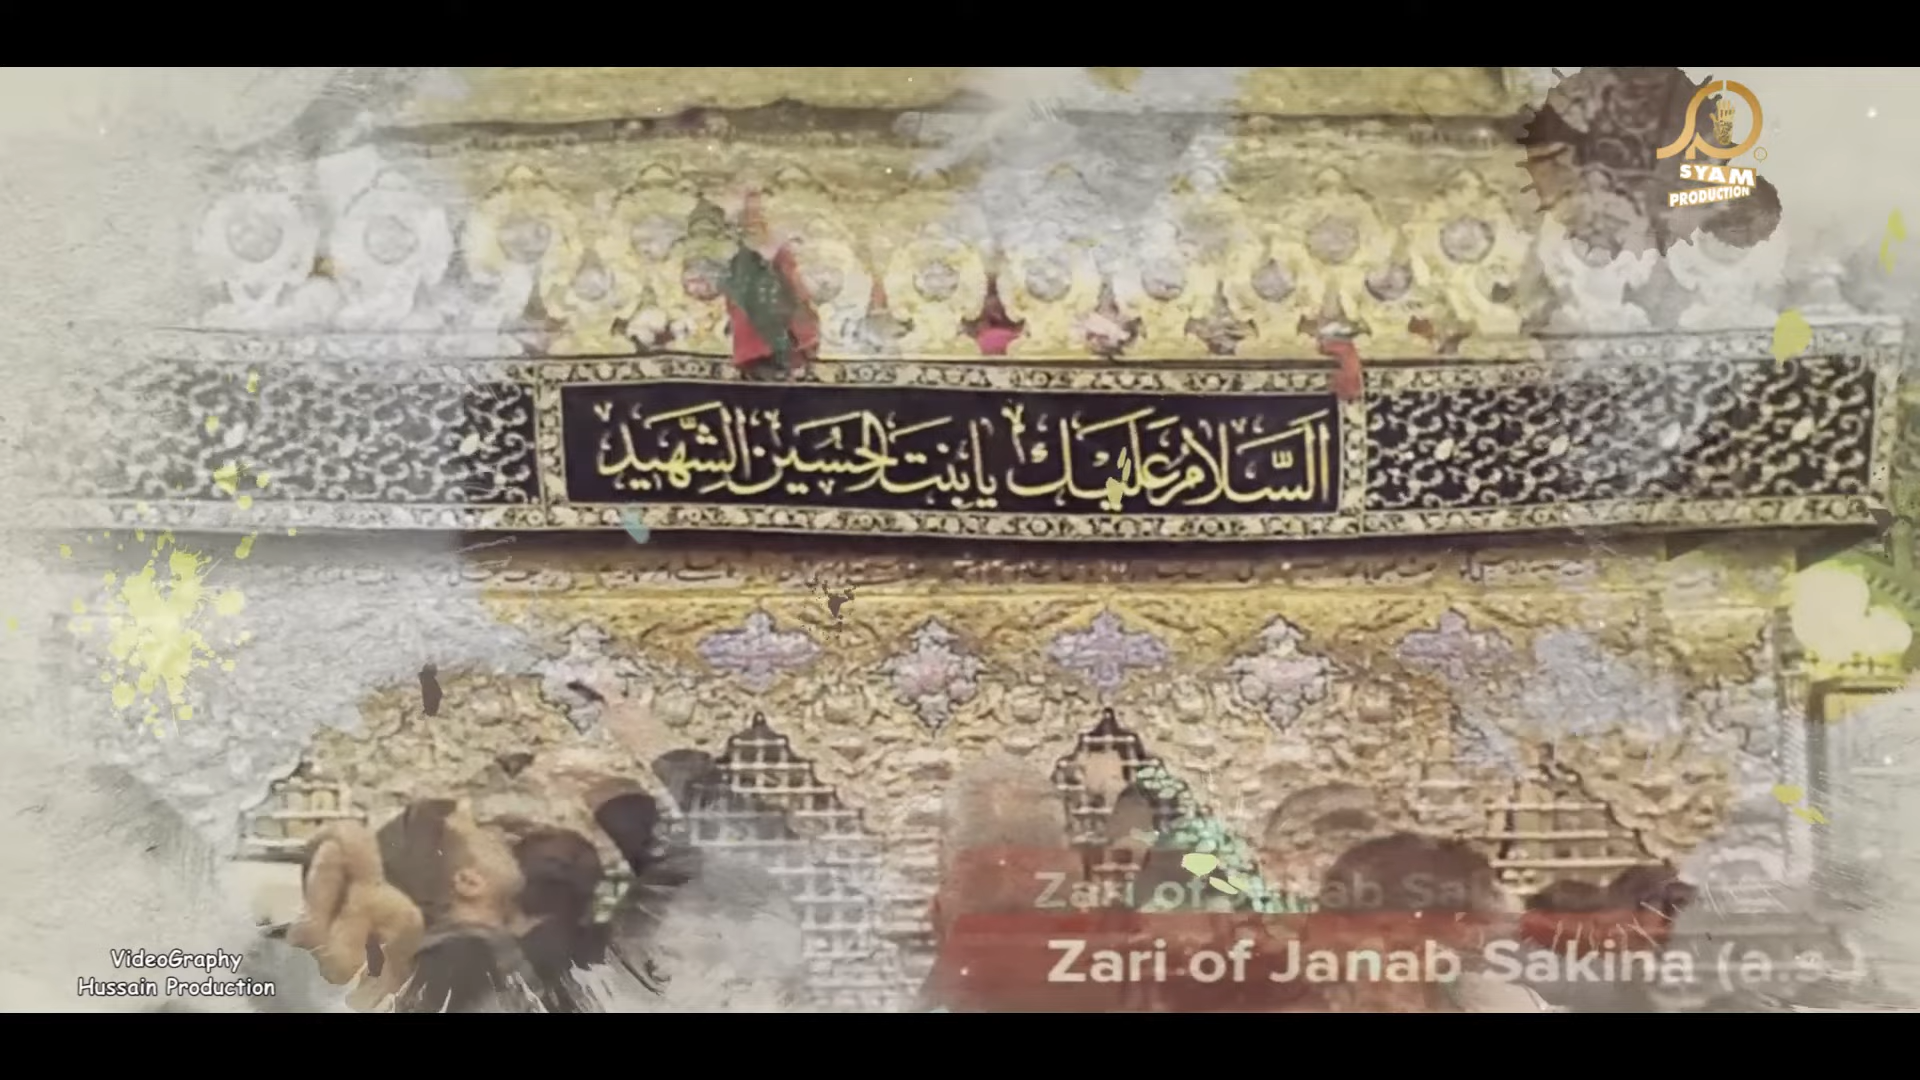 SYAM
PRODUCTION
السلام عليك يا بنت الحسين الشهيد
Zari of Janab Sakina (a.s.)
VideoGraphy
Hussain Production